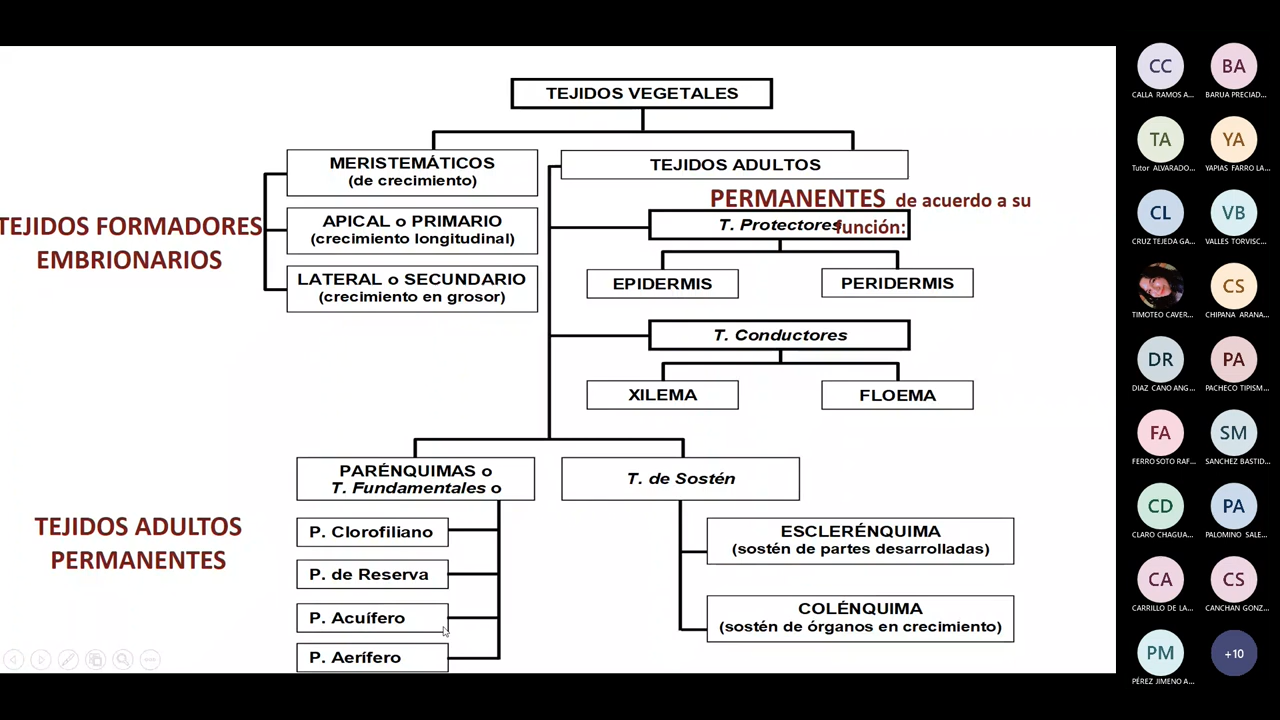 TEJIDOS VEGETALES
MERISTEMÁTICOS
(de crecimiento)
TEJIDOS ADULTOS
PERMANENTES de acuerdo a su
función:
T. Protectores
APICAL o PRIMARIO
(crecimiento longitudinal)
TEJIDOS FORMADORES
EMBRIONARIOS
LATERAL o SECUNDARIO
(crecimiento en grosor)
EPIDERMIS
PERIDERMIS
T. Conductores
XILEMA
FLOEMA
PARÉNQUIMAS o
T. Fundamentales o
T. de Sostén
TEJIDOS ADULTOS
PERMANENTES
P. Clorofiliano
P. de Reserva
P. Acuífero
P. Aerífero
ESCLERÉNQUIMA
(sostén de partes desarrolladas)
COLÉNQUIMA
(sostén de órganos en crecimiento)
CC
CALLA RAMOS A...
BA
BARUA PRECIAD...
TA
Tutor ALVARADO...
YA
YAPIAS FARRO LA...
CL
CRUZ TEJEDA GA...
VB
VALLES TORVISC...
TIMOTEO CAVER...
CS
CHIPANA ARANA...
DR
DIAZ CANO ANG...
PA
PACHECO TIPISM...
FA
FERRO SOTO RAF...
SM
SANCHEZ BASTID...
CD
CLARO CHAGUA...
PA
PALOMINO SALE...
CA
CARRILLO DE LA...
CS
CANCHAN GONZ...
PM
PÉREZ JIMENO A...
+10